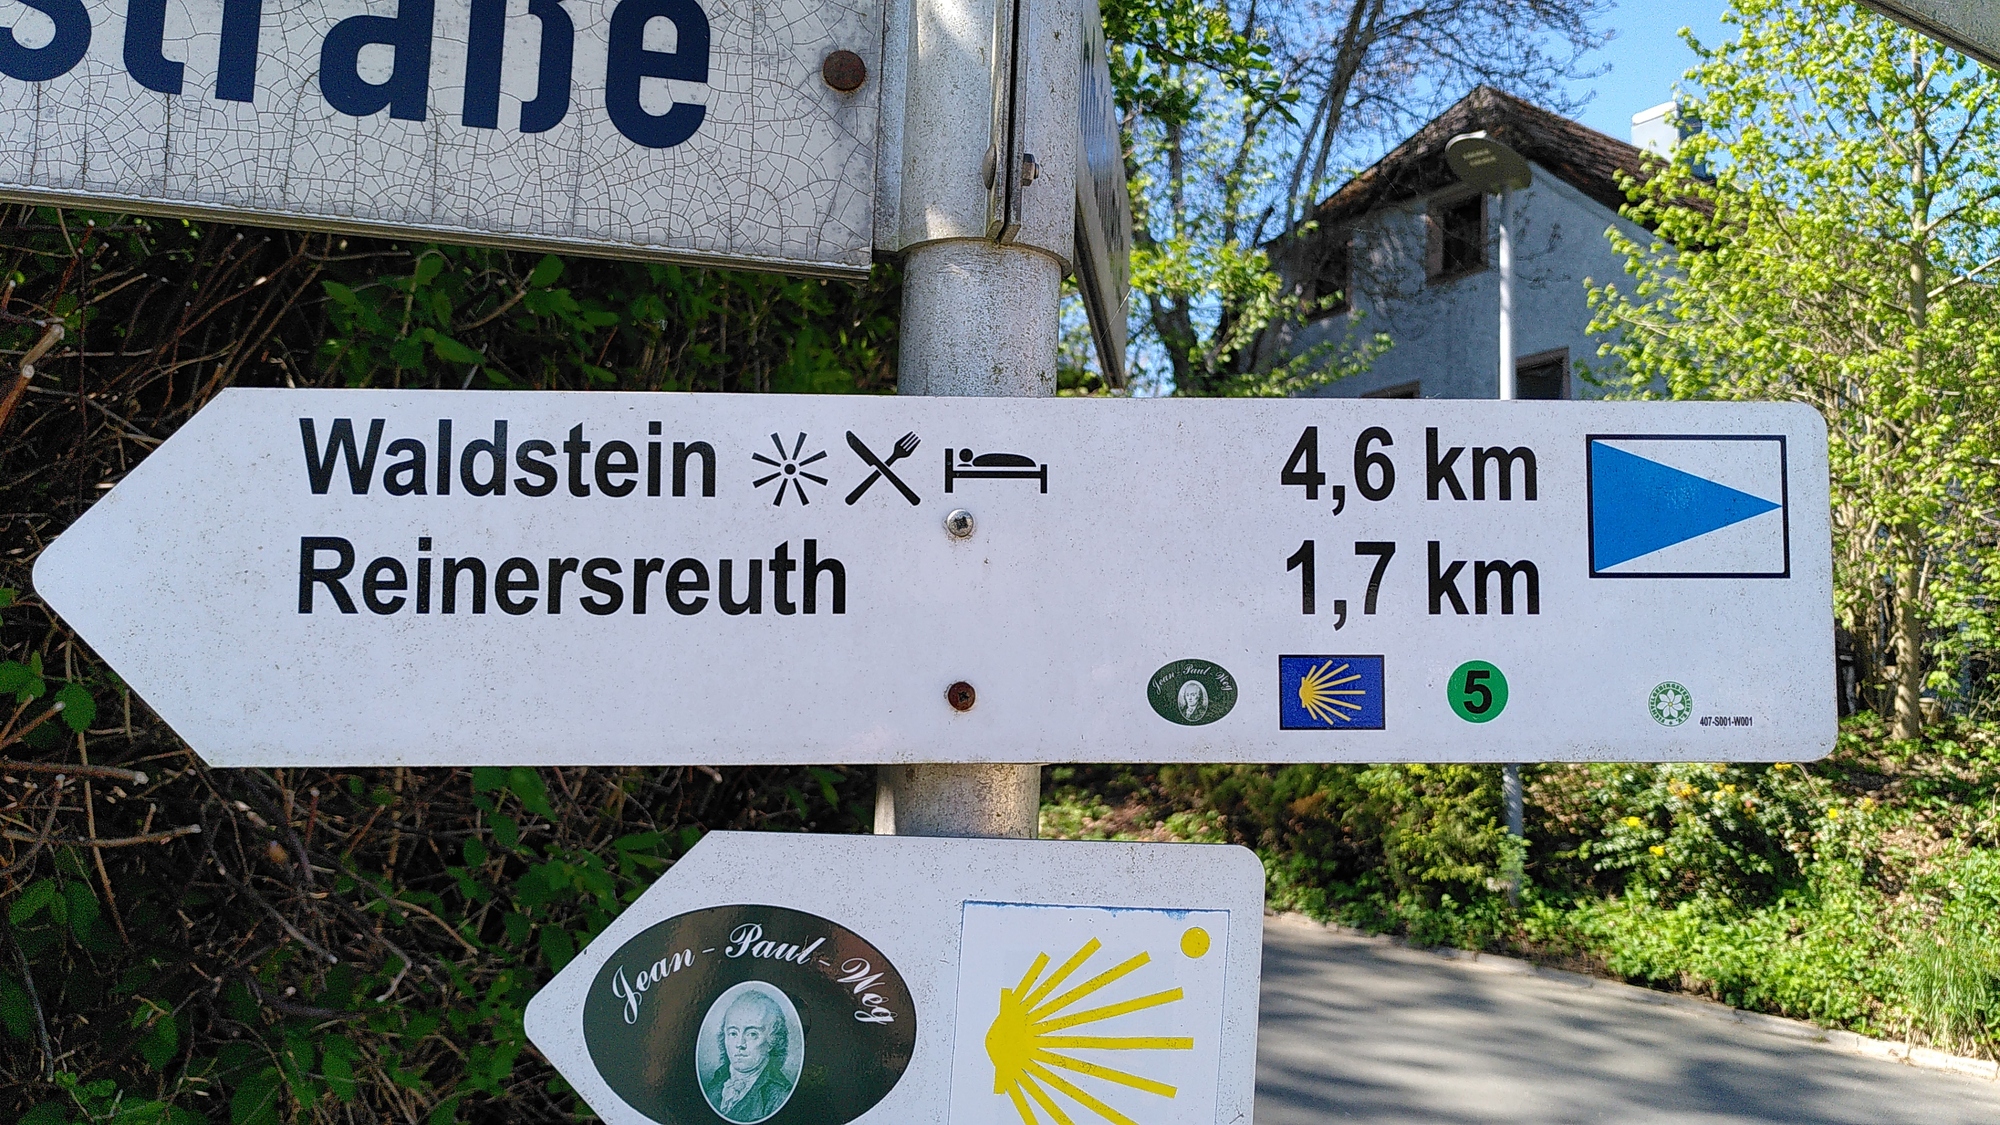 straße
Waldstein 4,6 km
Reinersreuth 1,7 km
Jean-Paul-Weg
5
407-S001-W001
Jean-Paul-Weg